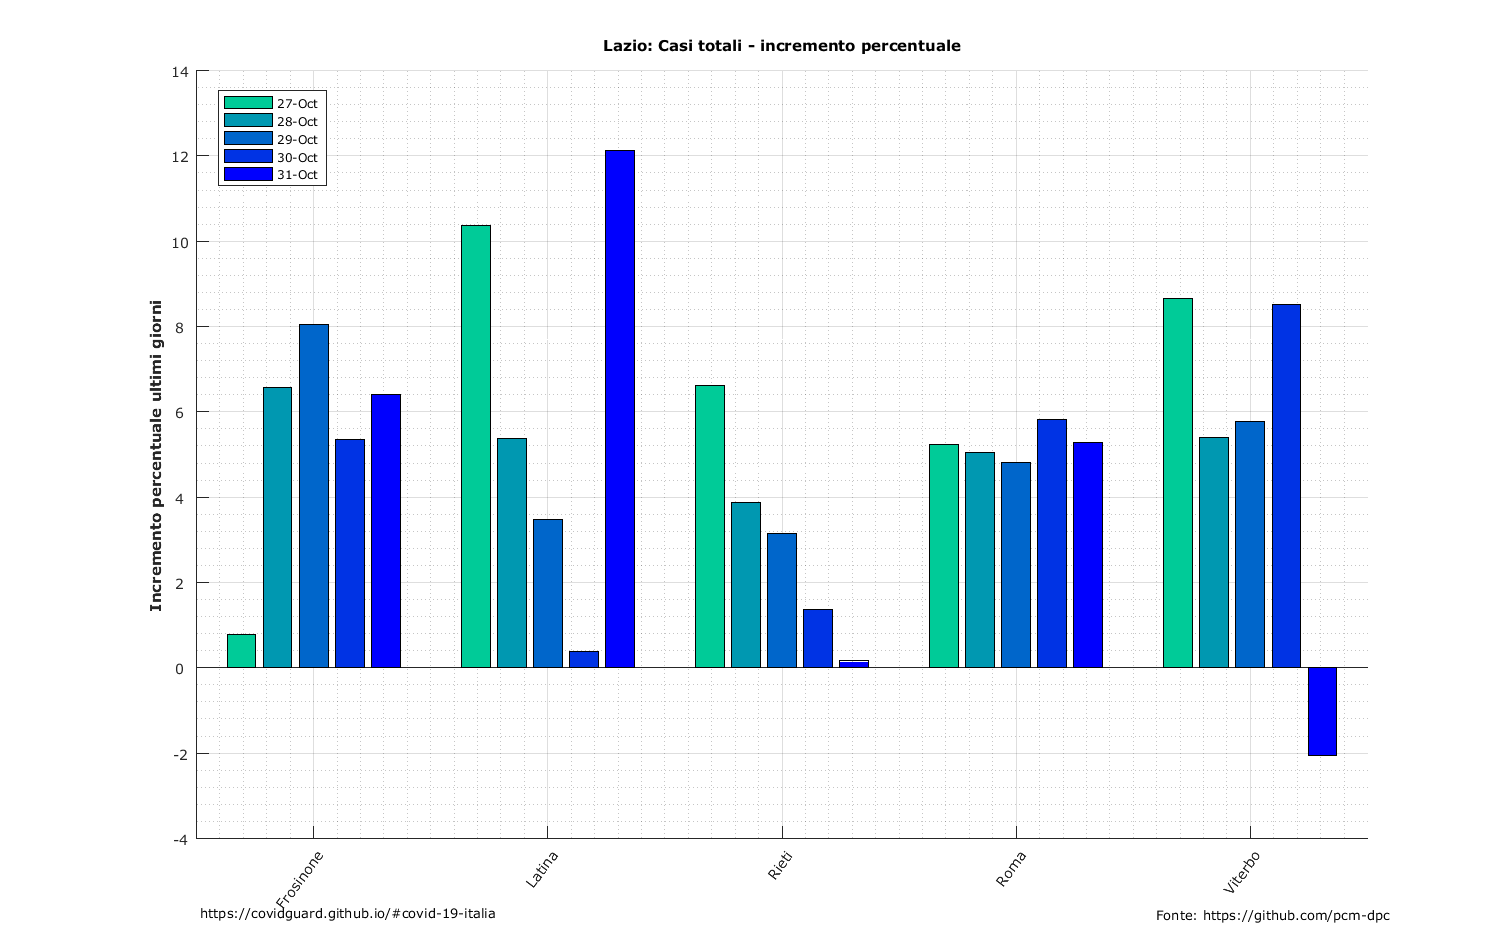 Lazio: Casi totali - incremento percentuale
14
12
10
8
6
4
2
0
-2
-4
27-Oct
28-Oct
29-Oct
30-Oct
31-Oct
Incremento percentuale ultimi giorni
Frosinone
Latina
Rieti
Roma
Viterbo
https://covidguard.github.io/#covid-19-italia
Fonte: https://github.com/pcm-dpc